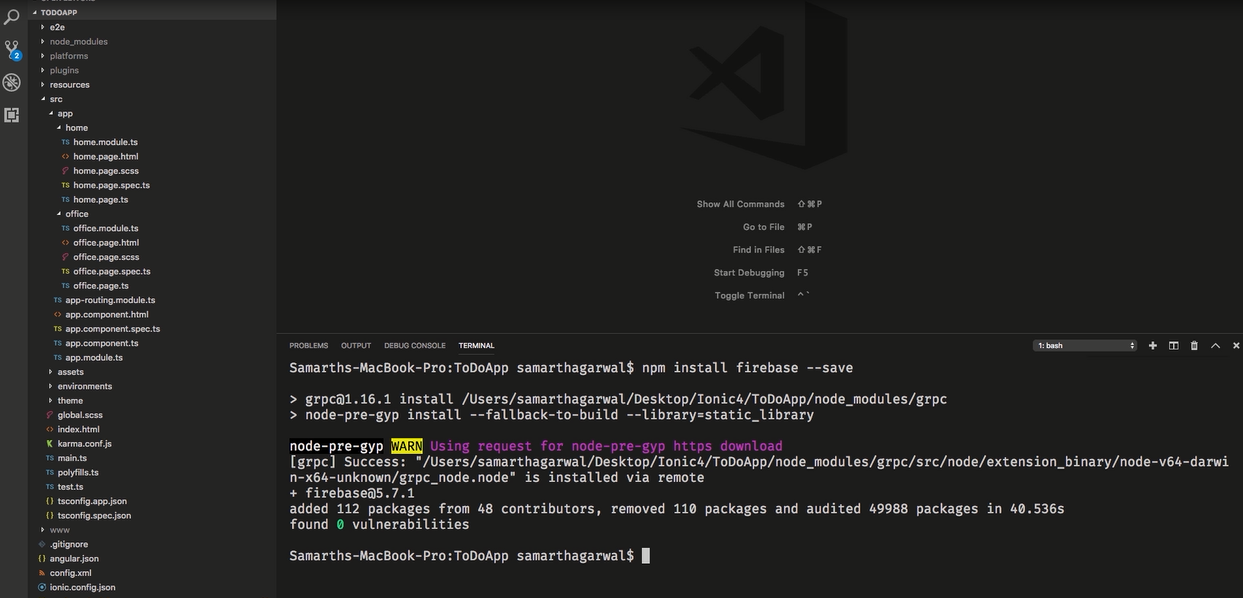 TODOAPP
e2e
node_modules
platforms
plugins
resources
src
app
home
TS home.module.ts
<> home.page.html
home.page.scss
TS home.page.spec.ts
TS home.page.ts
office
TS office.module.ts
<> office.page.html
office.page.scss
TS office.page.spec.ts
TS office.page.ts
TS app-routing.module.ts
<> app.component.html
TS app.component.spec.ts
TS app.component.ts
TS app.module.ts
assets
environments
theme
global.scss
<> index.html
karma.conf.js
TS main.ts
TS polyfills.ts
TS test.ts
{} tsconfig.app.json
{} tsconfig.spec.json
www
.gitignore
{} angular.json
config.xml
ionic.config.json
2
Show All Commands ⇧⌘P
Go to File ⌘P
Find in Files ⇧⌘F
Start Debugging F5
Toggle Terminal ⌃`
PROBLEMS OUTPUT DEBUG CONSOLE TERMINAL 1: bash
Samarths-MacBook-Pro:ToDoApp samarthagarwal$ npm install firebase --save
> grpc@1.16.1 install /Users/samarthagarwal/Desktop/Ionic4/ToDoApp/node_modules/grpc
> node-pre-gyp install --fallback-to-build --library=static_library
node-pre-gyp WARN Using request for node-pre-gyp https download
[grpc] Success: "/Users/samarthagarwal/Desktop/Ionic4/ToDoApp/node_modules/grpc/src/node/extension_binary/node-v64-darwi
n-x64-unknown/grpc_node.node" is installed via remote
+ firebase@5.7.1
added 112 packages from 48 contributors, removed 110 packages and audited 49988 packages in 40.536s
found 0 vulnerabilities
Samarths-MacBook-Pro:ToDoApp samarthagarwal$